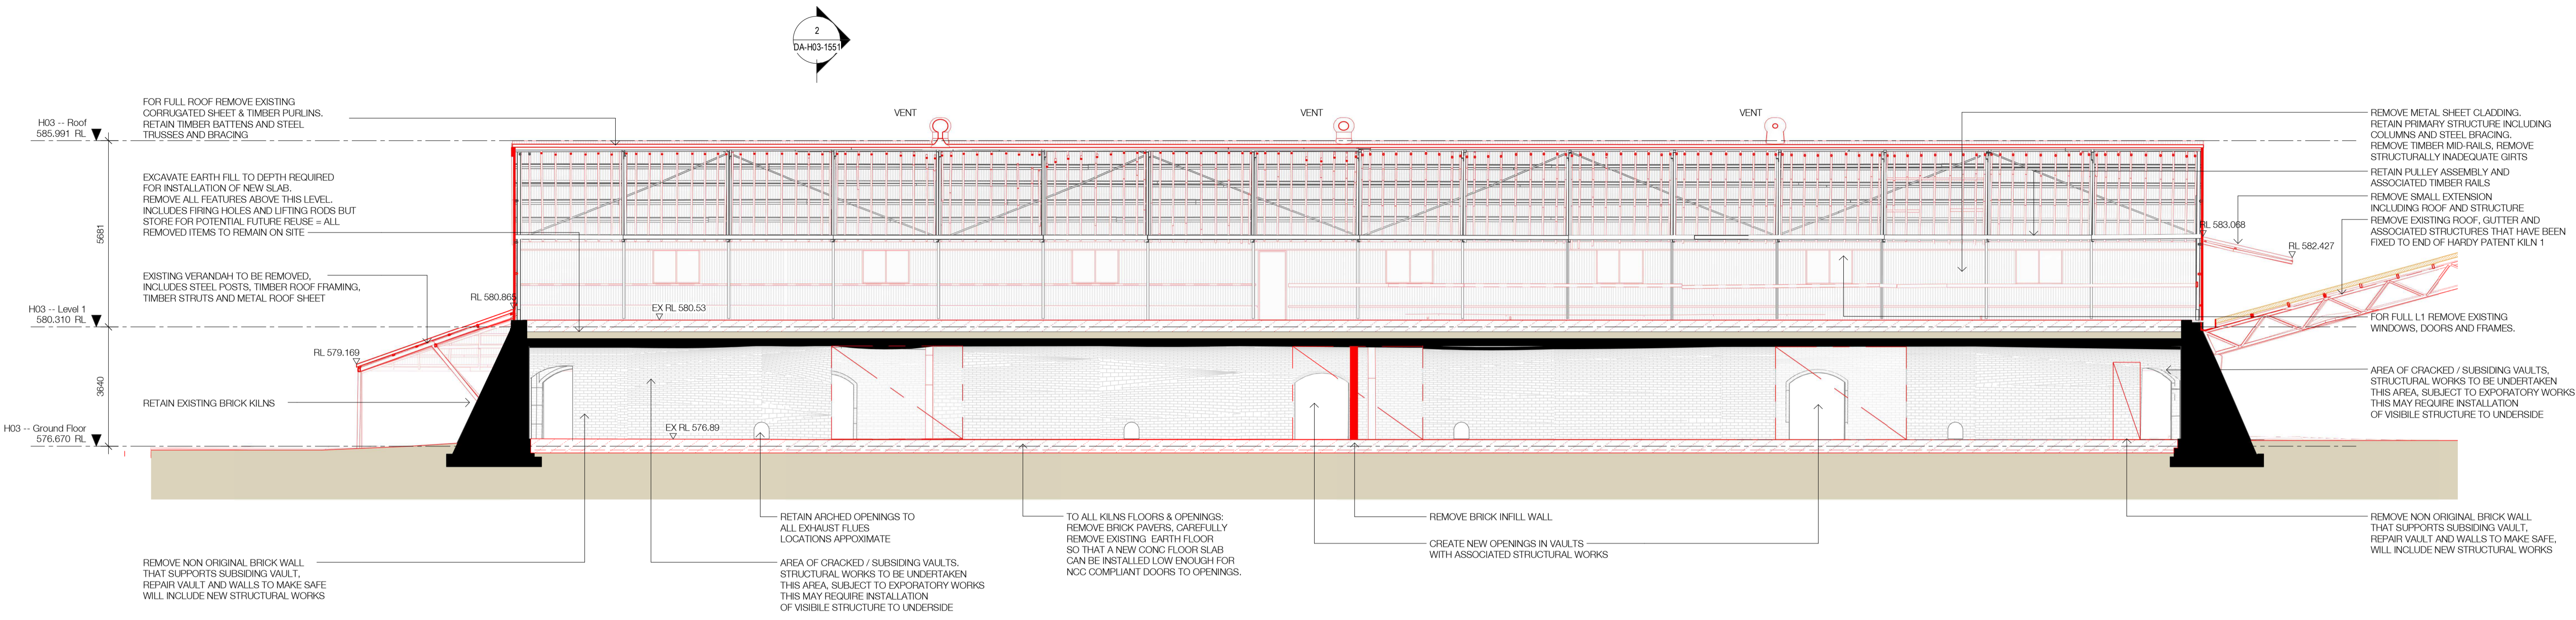 2
DA-H03-1551
FOR FULL ROOF REMOVE EXISTING
CORRUGATED SHEET & TIMBER PURLINS.
RETAIN TIMBER BATTENS AND STEEL
TRUSSES AND BRACING
H03 -- Roof
585.991 RL
VENT
VENT
VENT
REMOVE METAL SHEET CLADDING.
RETAIN PRIMARY STRUCTURE INCLUDING
COLUMNS AND STEEL BRACING.
REMOVE TIMBER MID-RAILS, REMOVE
STRUCTURALLY INADEQUATE GIRTS
EXCAVATE EARTH FILL TO DEPTH REQUIRED
FOR INSTALLATION OF NEW SLAB.
REMOVE ALL FEATURES ABOVE THIS LEVEL.
INCLUDES FIRING HOLES AND LIFTING RODS BUT
STORE FOR POTENTIAL FUTURE REUSE = ALL
REMOVED ITEMS TO REMAIN ON SITE
RETAIN PULLEY ASSEMBLY AND
ASSOCIATED TIMBER RAILS
REMOVE SMALL EXTENSION
INCLUDING ROOF AND STRUCTURE
REMOVE EXISTING ROOF, GUTTER AND
ASSOCIATED STRUCTURES THAT HAVE BEEN
FIXED TO END OF HARDY PATENT KILN 1
5681
RL 583.068
RL 582.427
EXISTING VERANDAH TO BE REMOVED,
INCLUDES STEEL POSTS, TIMBER ROOF FRAMING,
TIMBER STRUTS AND METAL ROOF SHEET
RL 580.865
EX RL 580.53
H03 -- Level 1
580.310 RL
FOR FULL L1 REMOVE EXISTING
WINDOWS, DOORS AND FRAMES.
RL 579.169
3640
AREA OF CRACKED / SUBSIDING VAULTS,
STRUCTURAL WORKS TO BE UNDERTAKEN
THIS AREA, SUBJECT TO EXPORATORY WORKS
THIS MAY REQUIRE INSTALLATION
OF VISIBILE STRUCTURE TO UNDERSIDE
RETAIN EXISTING BRICK KILNS
H03 -- Ground Floor
576.670 RL
EX RL 576.89
RETAIN ARCHED OPENINGS TO
ALL EXHAUST FLUES
LOCATIONS APPOXIMATE
TO ALL KILNS FLOORS & OPENINGS:
REMOVE BRICK PAVERS, CAREFULLY
REMOVE EXISTING EARTH FLOOR
SO THAT A NEW CONC FLOOR SLAB
CAN BE INSTALLED LOW ENOUGH FOR
NCC COMPLIANT DOORS TO OPENINGS.
REMOVE BRICK INFILL WALL
CREATE NEW OPENINGS IN VAULTS
WITH ASSOCIATED STRUCTURAL WORKS
REMOVE NON ORIGINAL BRICK WALL
THAT SUPPORTS SUBSIDING VAULT,
REPAIR VAULT AND WALLS TO MAKE SAFE,
WILL INCLUDE NEW STRUCTURAL WORKS
REMOVE NON ORIGINAL BRICK WALL
THAT SUPPORTS SUBSIDING VAULT,
REPAIR VAULT AND WALLS TO MAKE SAFE
WILL INCLUDE NEW STRUCTURAL WORKS
AREA OF CRACKED / SUBSIDING VAULTS.
STRUCTURAL WORKS TO BE UNDERTAKEN
THIS AREA, SUBJECT TO EXPORATORY WORKS
THIS MAY REQUIRE INSTALLATION
OF VISIBILE STRUCTURE TO UNDERSIDE